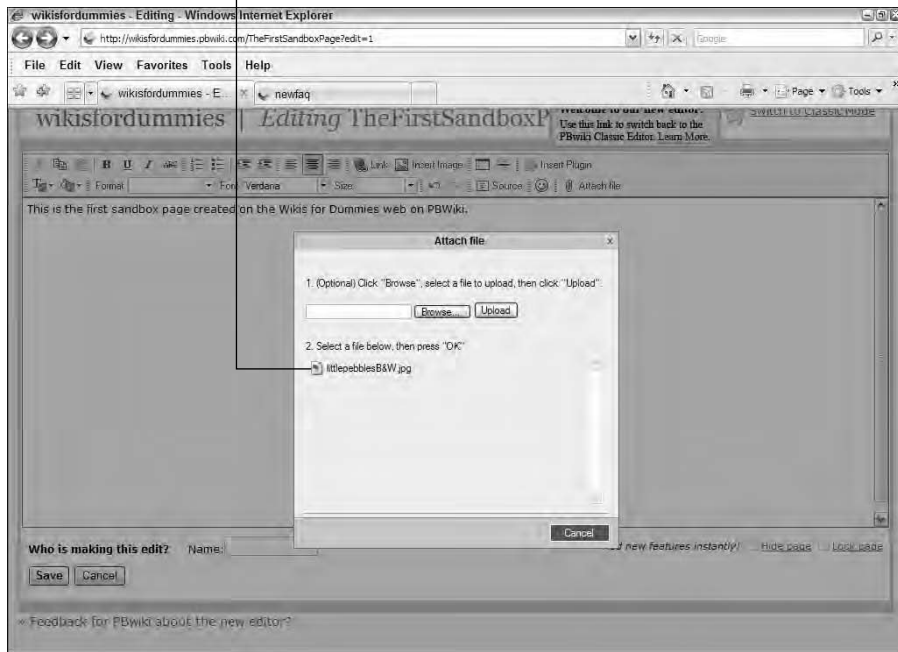 wikisfordummies - Editing - Windows Internet Explorer
http://wikisfordummies.pbwiki.com/TheFirstSandboxPage?edit=1
Google
File Edit View Favorites Tools Help
wikisfordummies - E...
newfaq
Page Tools
wikisfordummies | Editing TheFirstSandboxP
Welcome to our new editor
Use this link to switch back to the
PBwiki Classic Editor. Learn More.
Switch to Classic Mode
B U I abc Link Insert Image Insert Plugin
Format Font Verdana Size Source Attach file
This is the first sandbox page created on the Wikis for Dummies web on PBWiki.
Attach file x
1. (Optional) Click "Browse", select a file to upload, then click "Upload"
Browse... Upload
2. Select a file below, then press "OK"
littlepebblesB&W.jpg
Cancel
Who is making this edit? Name:
d new features instantly! Hide page Lock page
Save Cancel
» Feedback for PBwiki about the new editor?